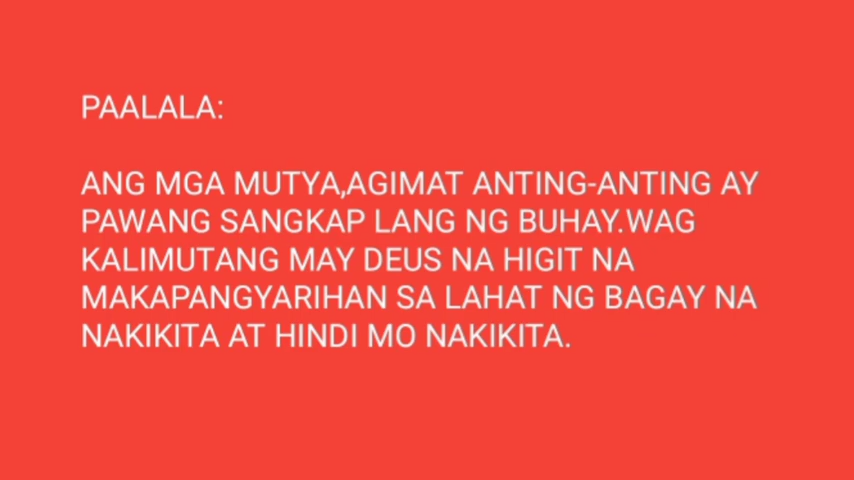 PAALALA:
ANG MGA MUTYA,AGIMAT ANTING-ANTING AY
PAWANG SANGKAP LANG NG BUHAY.WAG
KALIMUTANG MAY DEUS NA HIGIT NA
MAKAPANGYARIHAN SA LAHAT NG BAGAY NA
NAKIKITA AT HINDI MO NAKIKITA.